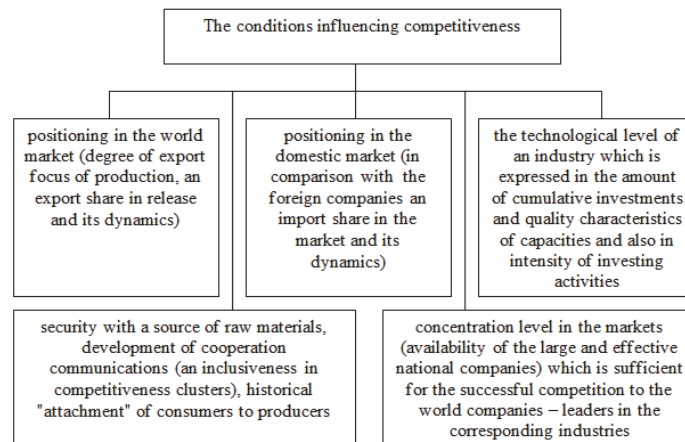 The conditions influencing competitiveness
positioning in the world
market (degree of export
focus of production, an
export share in release
and its dynamics)
positioning in the
domestic market (in
comparison with the
foreign companies an
import share in the
market and its
dynamics)
the technological level of
an industry which is
expressed in the amount
of cumulative investments
and quality characteristics
of capacities and also in
intensity of investing
activities
security with a source of raw materials,
development of cooperation
communications (an inclusiveness in
competitiveness clusters), historical
"attachment" of consumers to producers
concentration level in the markets
(availability of the large and effective
national companies) which is sufficient
for the successful competition to the
world companies – leaders in the
corresponding industries